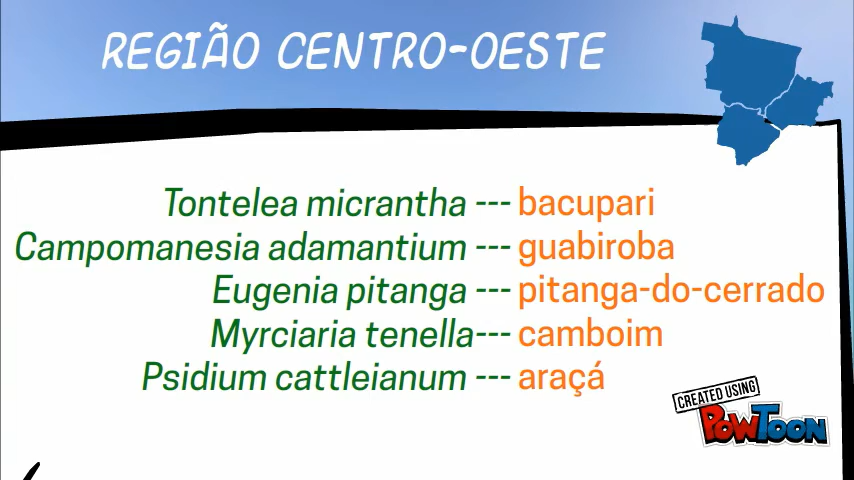 REGIÃO CENTRO-OESTE
Tontelea micrantha --- bacupari
Campomanesia adamantium --- guabiroba
Eugenia pitanga --- pitanga-do-cerrado
Myrciaria tenella--- camboim
Psidium cattleianum --- araçá
CREATED USING
POWTOON